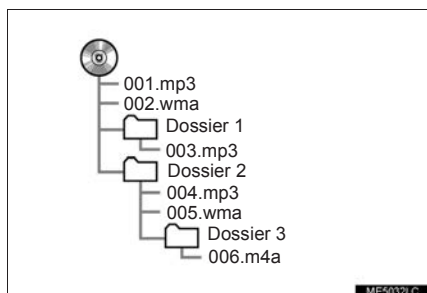 001.mp3
002.wma
Dossier 1
003.mp3
Dossier 2
004.mp3
005.wma
Dossier 3
006.m4a
ME5032LC